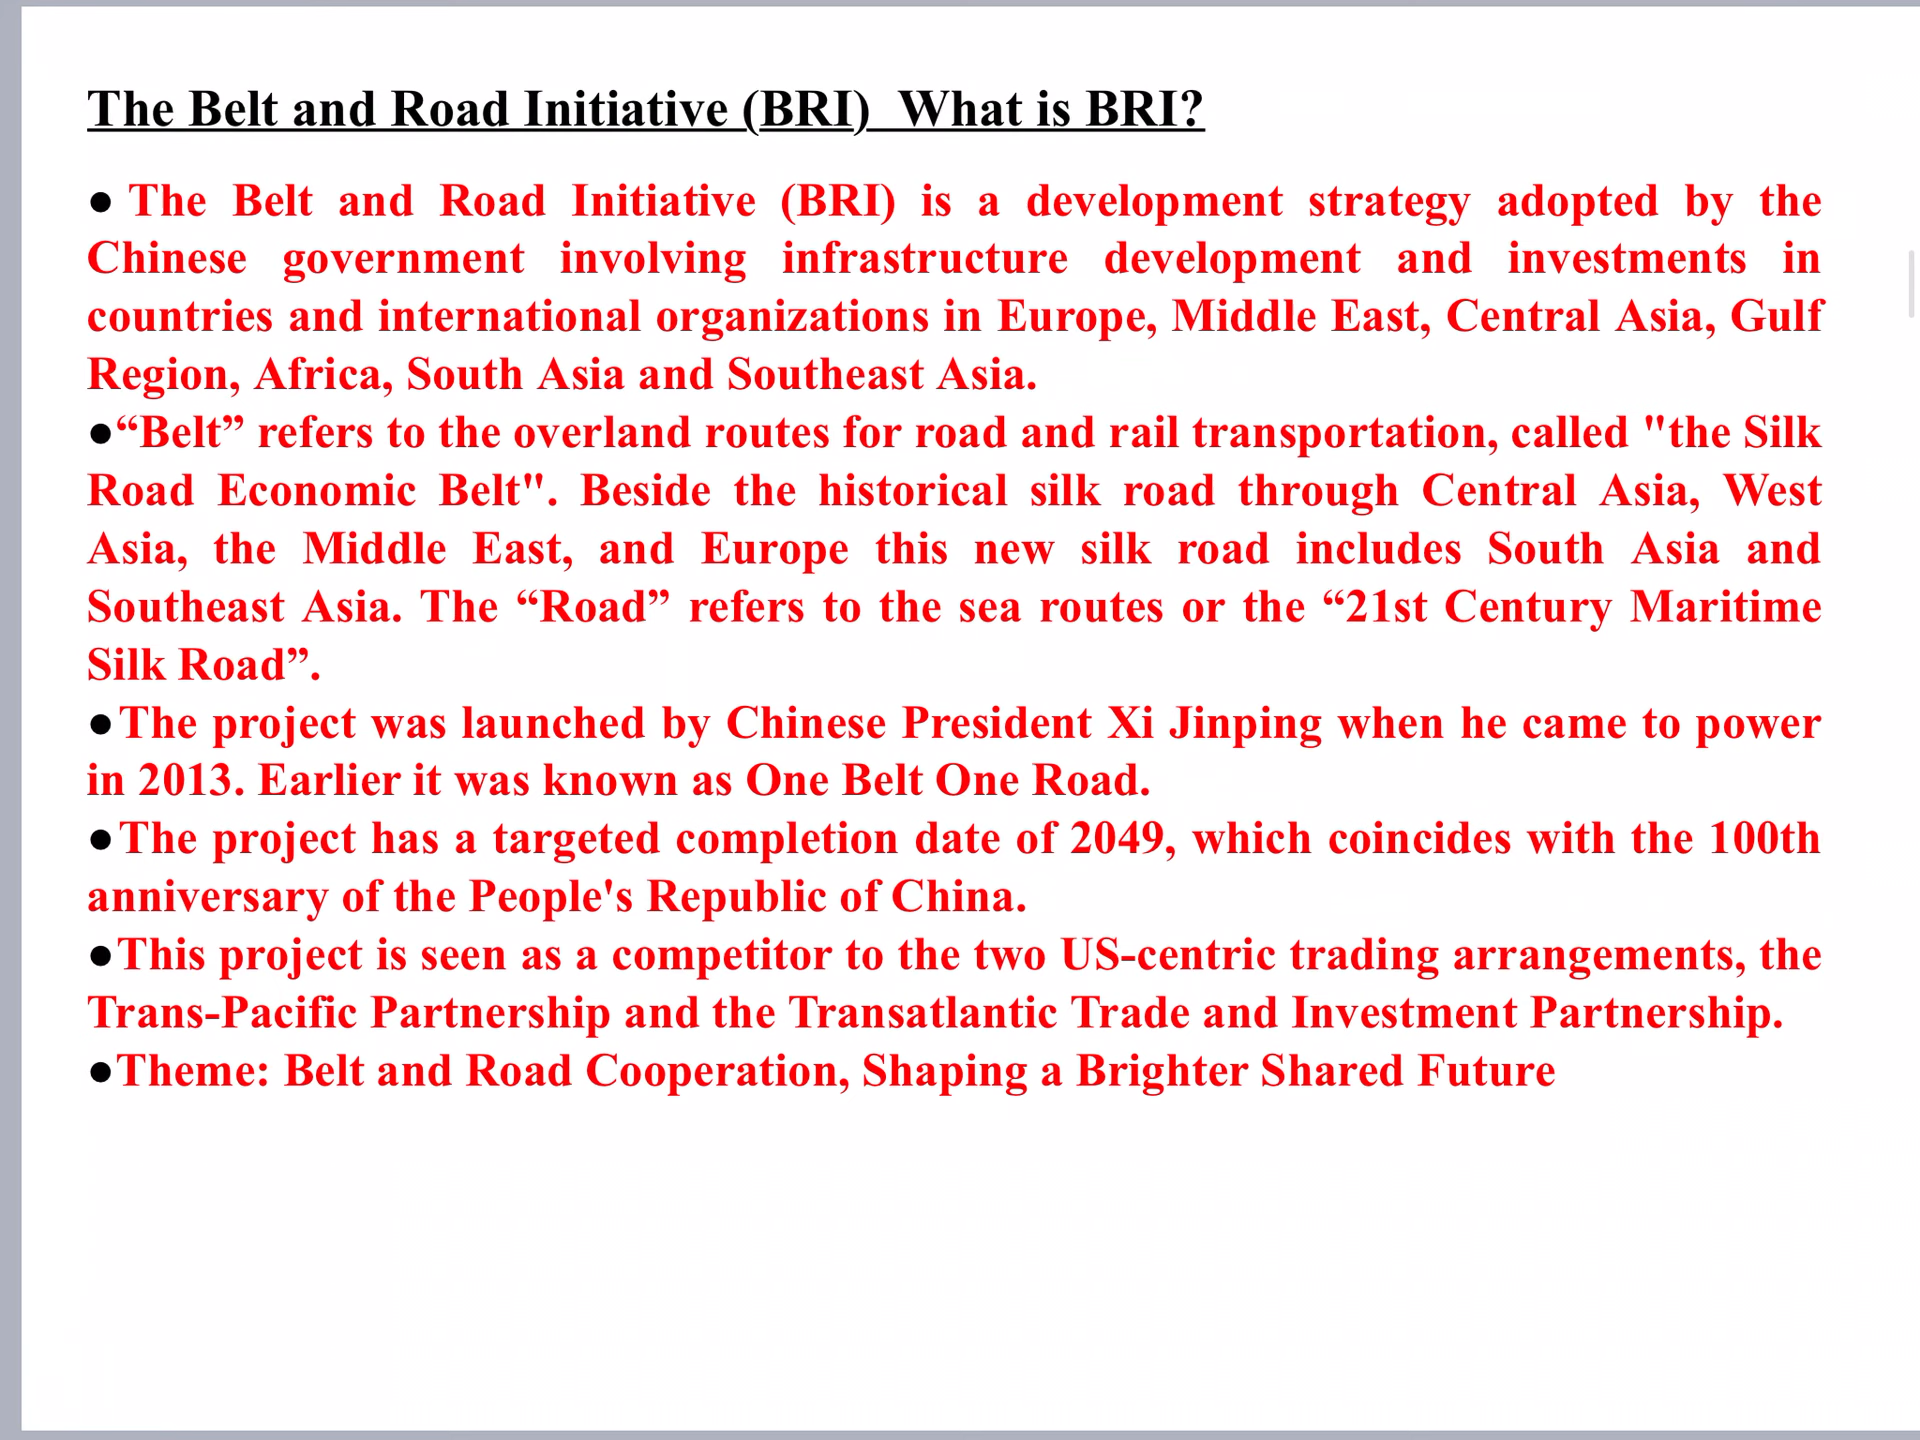 The Belt and Road Initiative (BRI)  What is BRI?
● The Belt and Road Initiative (BRI) is a development strategy adopted by the
Chinese government involving infrastructure development and investments in
countries and international organizations in Europe, Middle East, Central Asia, Gulf
Region, Africa, South Asia and Southeast Asia.
●“Belt” refers to the overland routes for road and rail transportation, called "the Silk
Road Economic Belt". Beside the historical silk road through Central Asia, West
Asia, the Middle East, and Europe this new silk road includes South Asia and
Southeast Asia. The “Road” refers to the sea routes or the “21st Century Maritime
Silk Road”.
●The project was launched by Chinese President Xi Jinping when he came to power
in 2013. Earlier it was known as One Belt One Road.
●The project has a targeted completion date of 2049, which coincides with the 100th
anniversary of the People's Republic of China.
●This project is seen as a competitor to the two US-centric trading arrangements, the
Trans-Pacific Partnership and the Transatlantic Trade and Investment Partnership.
●Theme: Belt and Road Cooperation, Shaping a Brighter Shared Future